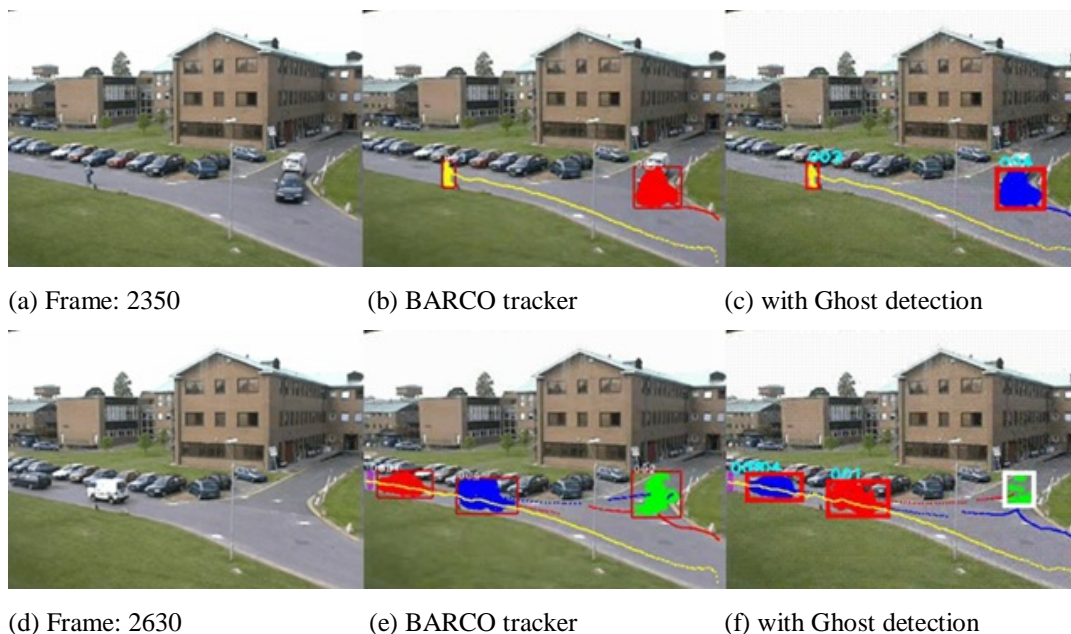 (a) Frame: 2350 (b) BARCO tracker (c) with Ghost detection
(d) Frame: 2630 (e) BARCO tracker (f) with Ghost detection